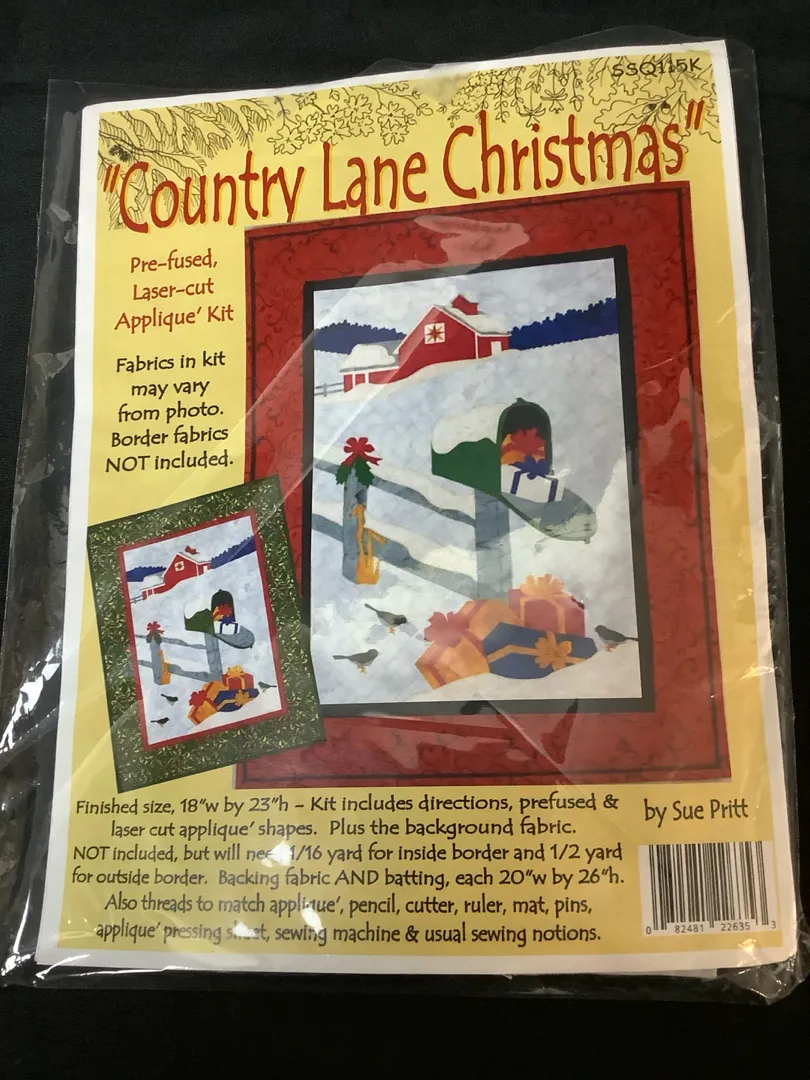 SSQ115K
"Country Lane Christmas"
Pre-fused,
Laser-cut
Applique' Kit
Fabrics in kit
may vary
from photo.
Border fabrics
NOT included.
Finished size, 18"w by 23"h - Kit includes directions, prefused &
laser cut applique' shapes. Plus the background fabric.
NOT included, but will need 1/16 yard for inside border and 1/2 yard
for outside border. Backing fabric AND batting, each 20"w by 26"h.
Also threads to match applique', pencil, cutter, ruler, mat, pins,
applique' pressing sheet, sewing machine & usual sewing notions.
by Sue Pritt
0 82481 22635 3